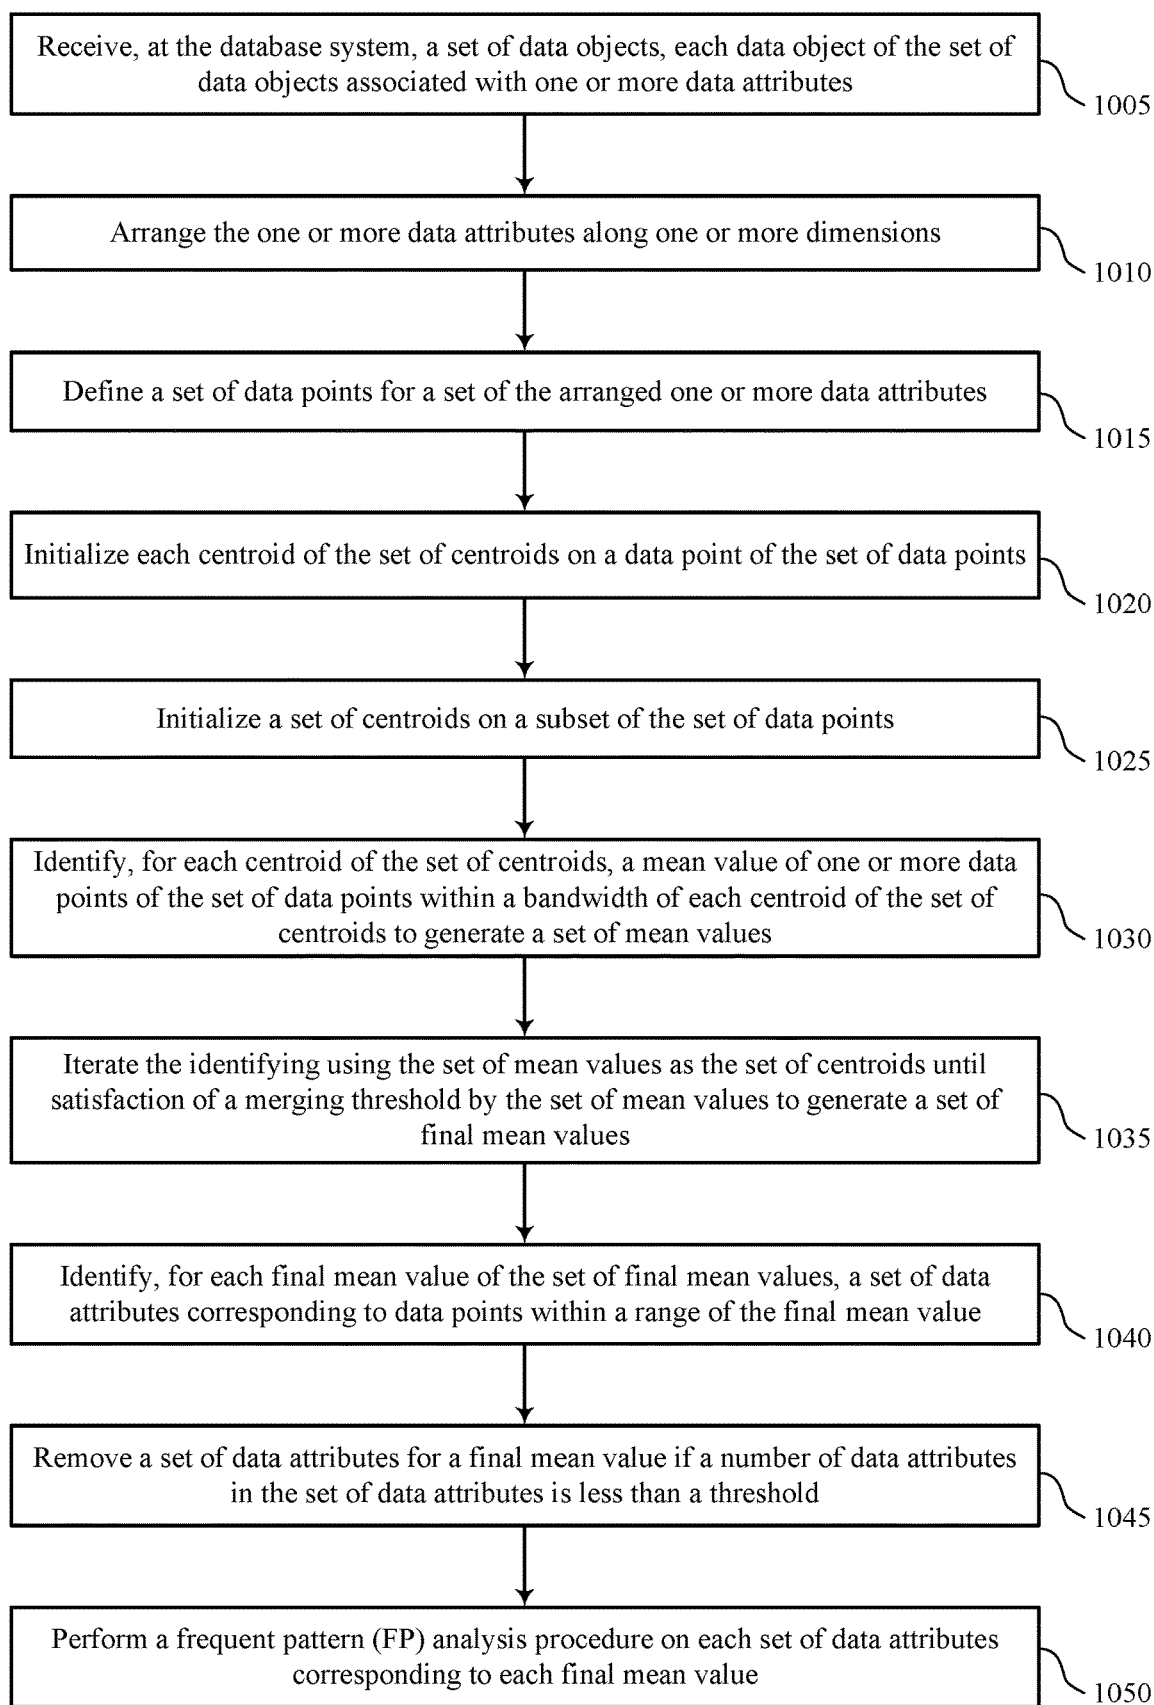 Receive, at the database system, a set of data objects, each data object of the set of
data objects associated with one or more data attributes
1005
Arrange the one or more data attributes along one or more dimensions
1010
Define a set of data points for a set of the arranged one or more data attributes
1015
Initialize each centroid of the set of centroids on a data point of the set of data points
1020
Initialize a set of centroids on a subset of the set of data points
1025
Identify, for each centroid of the set of centroids, a mean value of one or more data
points of the set of data points within a bandwidth of each centroid of the set of
centroids to generate a set of mean values
1030
Iterate the identifying using the set of mean values as the set of centroids until
satisfaction of a merging threshold by the set of mean values to generate a set of
final mean values
1035
Identify, for each final mean value of the set of final mean values, a set of data
attributes corresponding to data points within a range of the final mean value
1040
Remove a set of data attributes for a final mean value if a number of data attributes
in the set of data attributes is less than a threshold
1045
Perform a frequent pattern (FP) analysis procedure on each set of data attributes
corresponding to each final mean value
1050